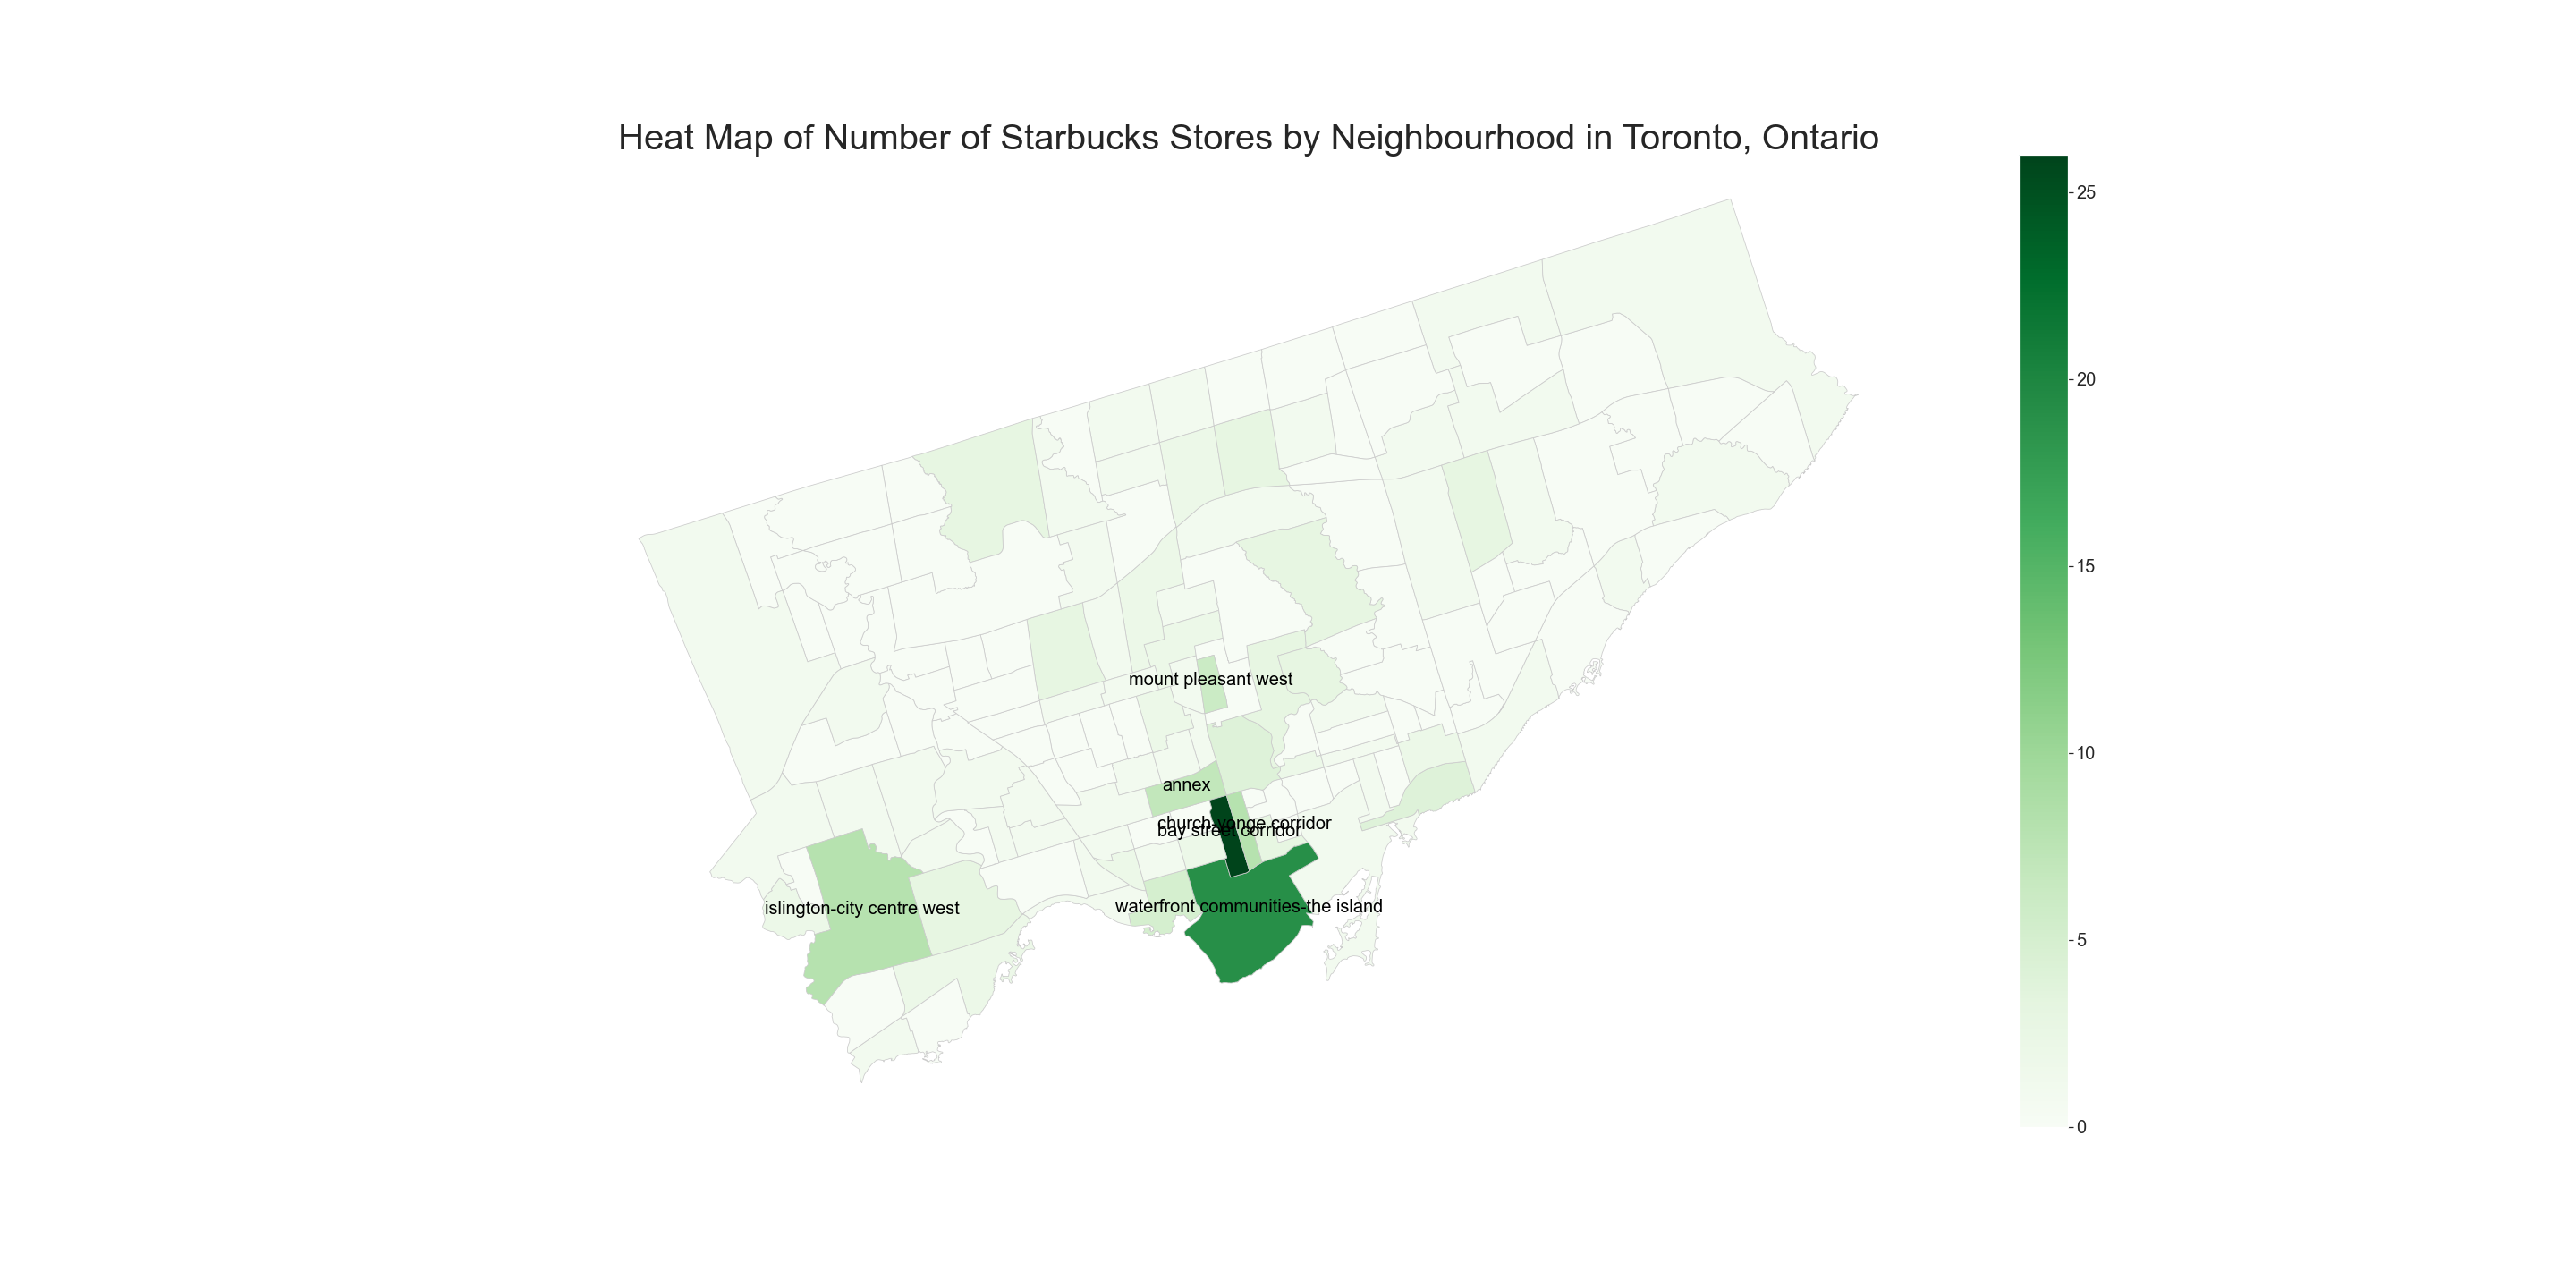 Heat Map of Number of Starbucks Stores by Neighbourhood in Toronto, Ontario
25
20
15
10
5
0
mount pleasant west
annex
church-yonge corridor
bay street corridor
islington-city centre west
waterfront communities-the island